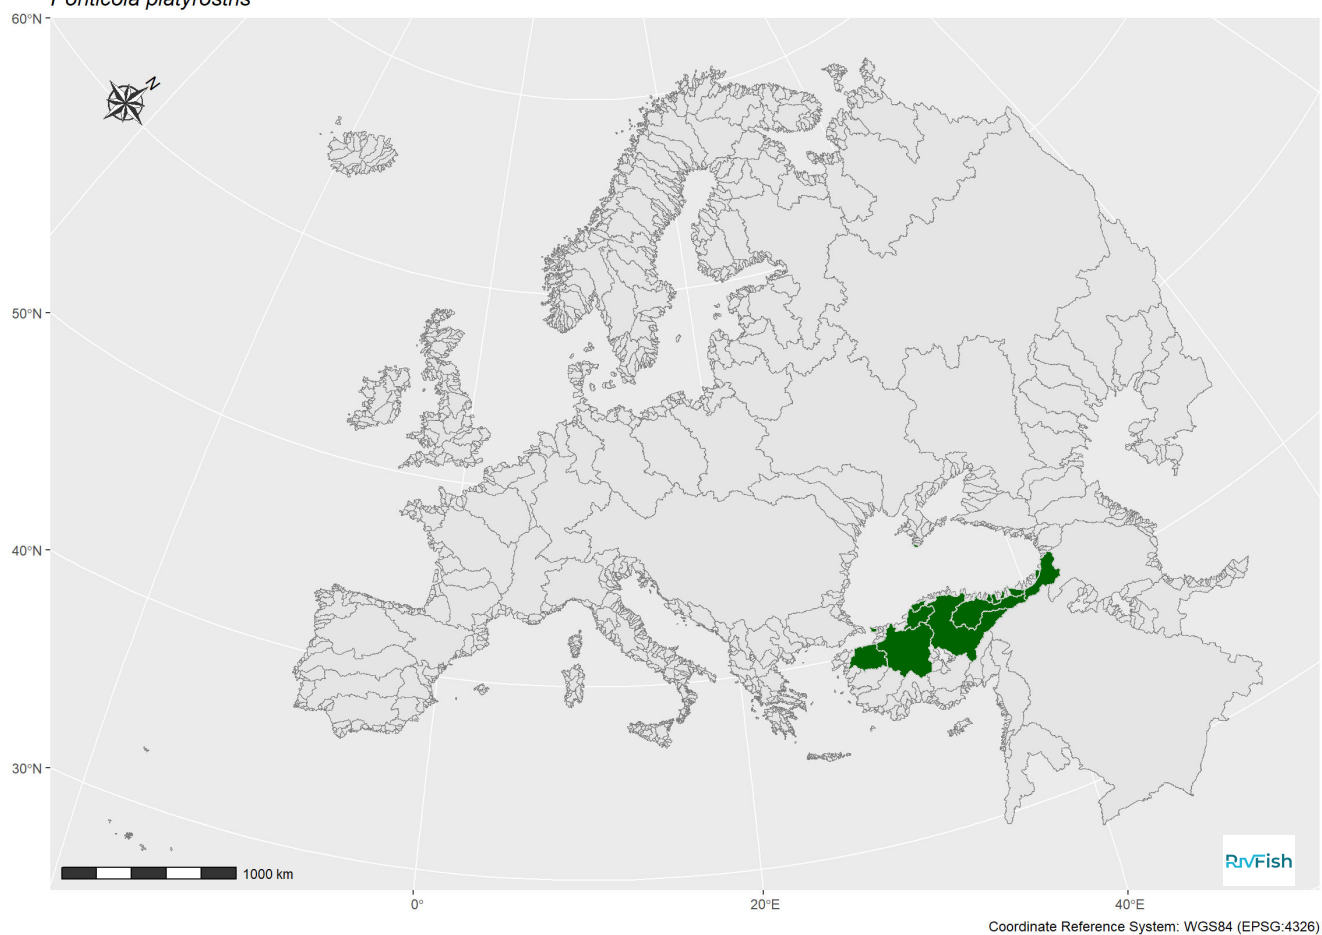 Ponticola platyrostris
60°N
N
50°N
40°N
30°N
1000 km
RIVFish
0°
20°E
40°E
Coordinate Reference System: WGS84 (EPSG:4326)